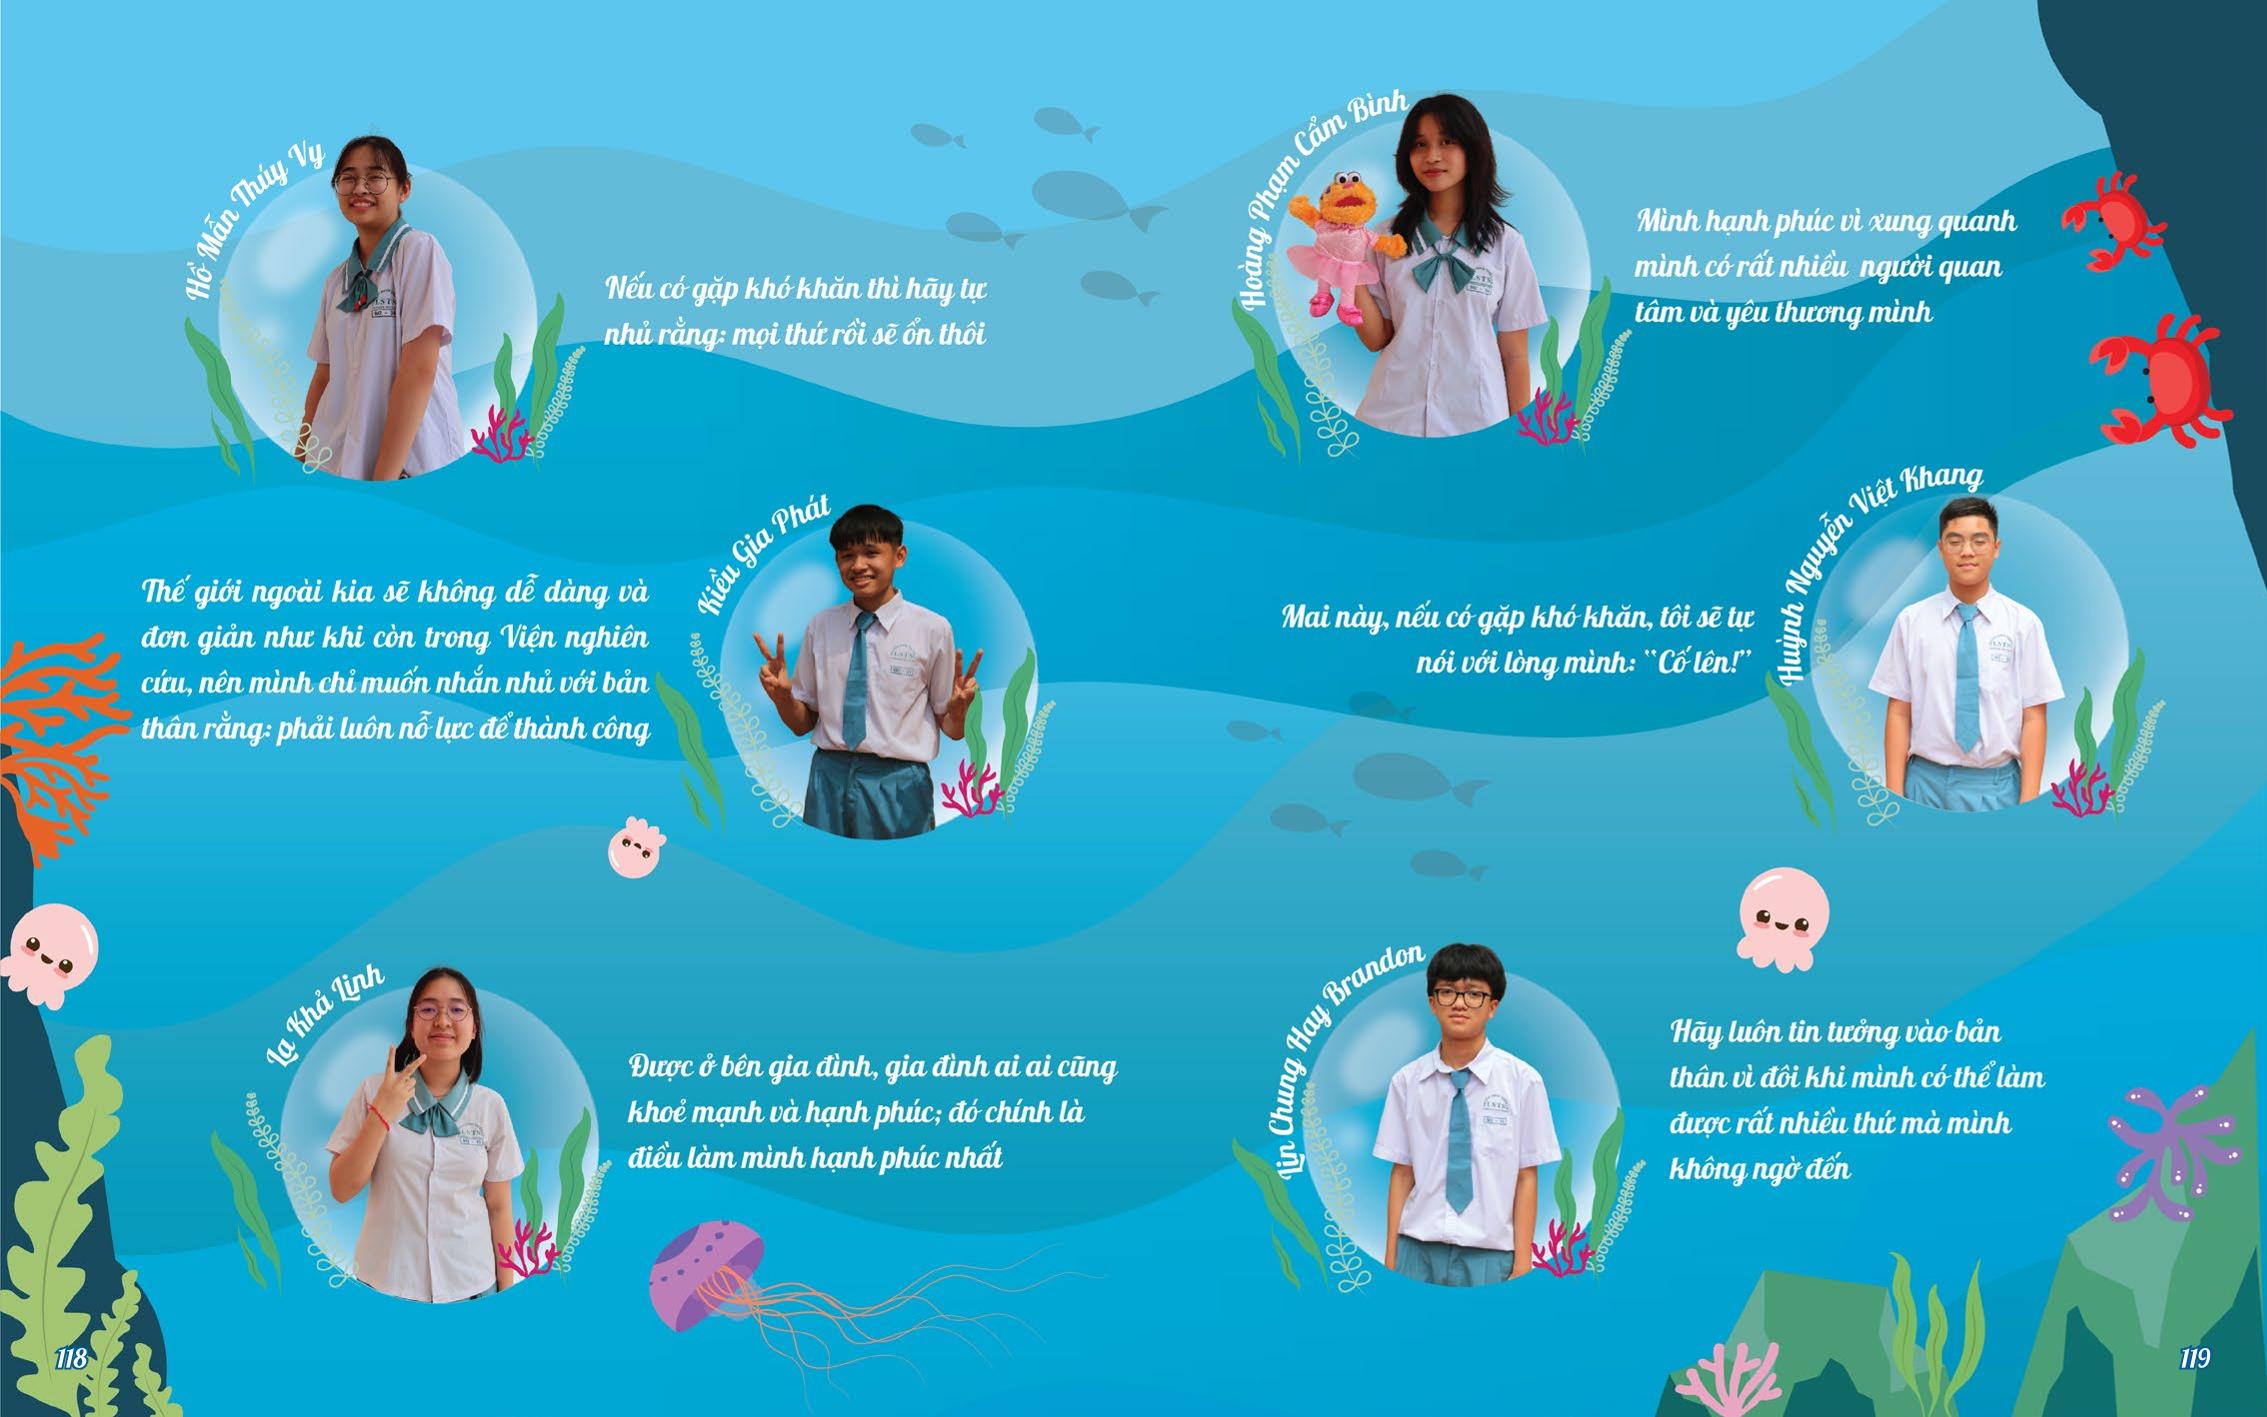 Hồ Mẫn Thúy Vy
Nếu có gặp khó khăn thì hãy tự
nhủ rằng: mọi thứ rồi sẽ ổn thôi
Kiều Gia Phát
Thế giới ngoài kia sẽ không dễ dàng và
đơn giản như khi còn trong Viện nghiên
cứu, nên mình chỉ muốn nhắn nhủ với bản
thân rằng: phải luôn nỗ lực để thành công
La Khả Linh
Được ở bên gia đình, gia đình ai ai cũng
khoẻ mạnh và hạnh phúc; đó chính là
điều làm mình hạnh phúc nhất
118
Hoàng Phạm Cẩm Bình
Mình hạnh phúc vì xung quanh
mình có rất nhiều người quan
tâm và yêu thương mình
Huỳnh Nguyễn Việt Khang
Mai này, nếu có gặp khó khăn, tôi sẽ tự
nói với lòng mình: “Cố lên!”
Lin Chung Hay Brandon
Hãy luôn tin tưởng vào bản
thân vì đôi khi mình có thể làm
được rất nhiều thứ mà mình
không ngờ đến
119